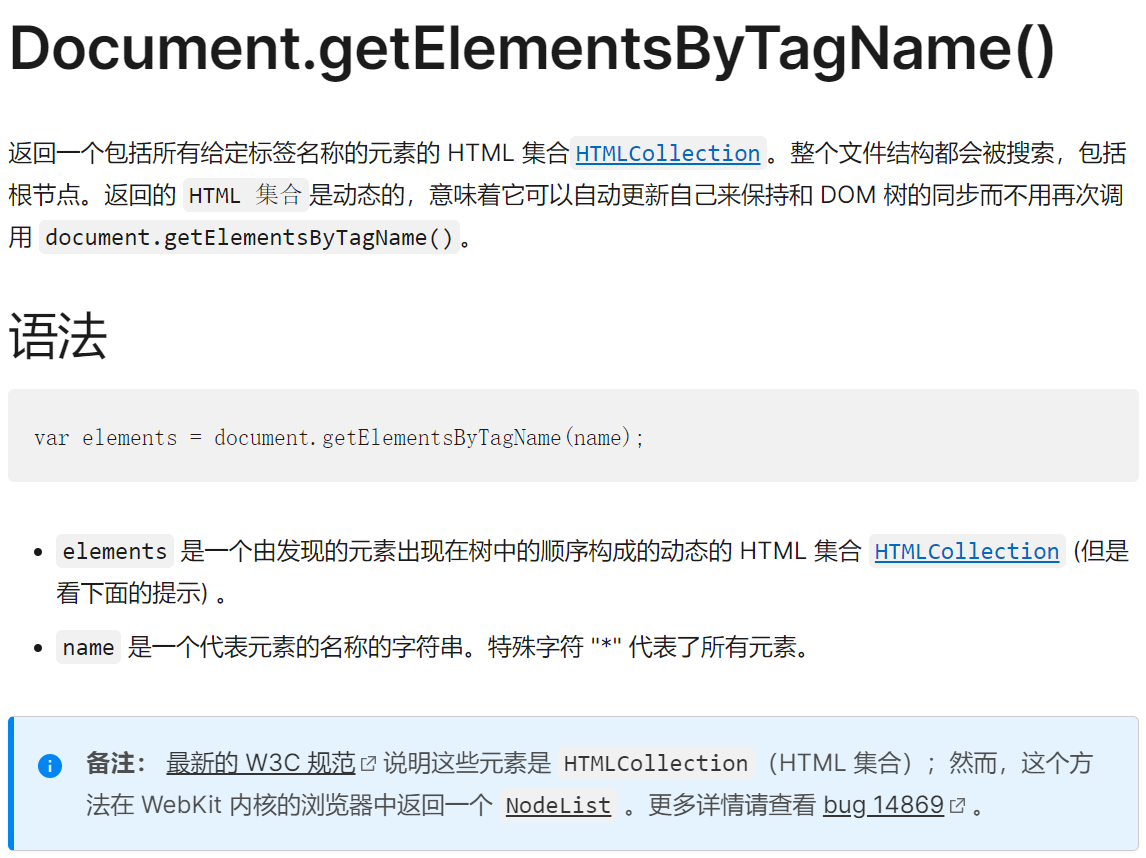 Document.getElementsByTagName()
返回一个包括所有给定标签名称的元素的 HTML 集合 HTMLCollection 。整个文件结构都会被搜索，包括
根节点。返回的 HTML 集合 是动态的，意味着它可以自动更新自己来保持和 DOM 树的同步而不用再次调
用 document.getElementsByTagName() 。
语法
var elements = document.getElementsByTagName(name);
• elements 是一个由发现的元素出现在树中的顺序构成的动态的 HTML 集合 HTMLCollection (但是
看下面的提示) 。
• name 是一个代表元素的名称的字符串。特殊字符 "*" 代表了所有元素。
备注： 最新的 W3C 规范 说明这些元素是 HTMLCollection （HTML 集合）；然而，这个方
法在 WebKit 内核的浏览器中返回一个 NodeList 。更多详情请查看 bug 14869 。